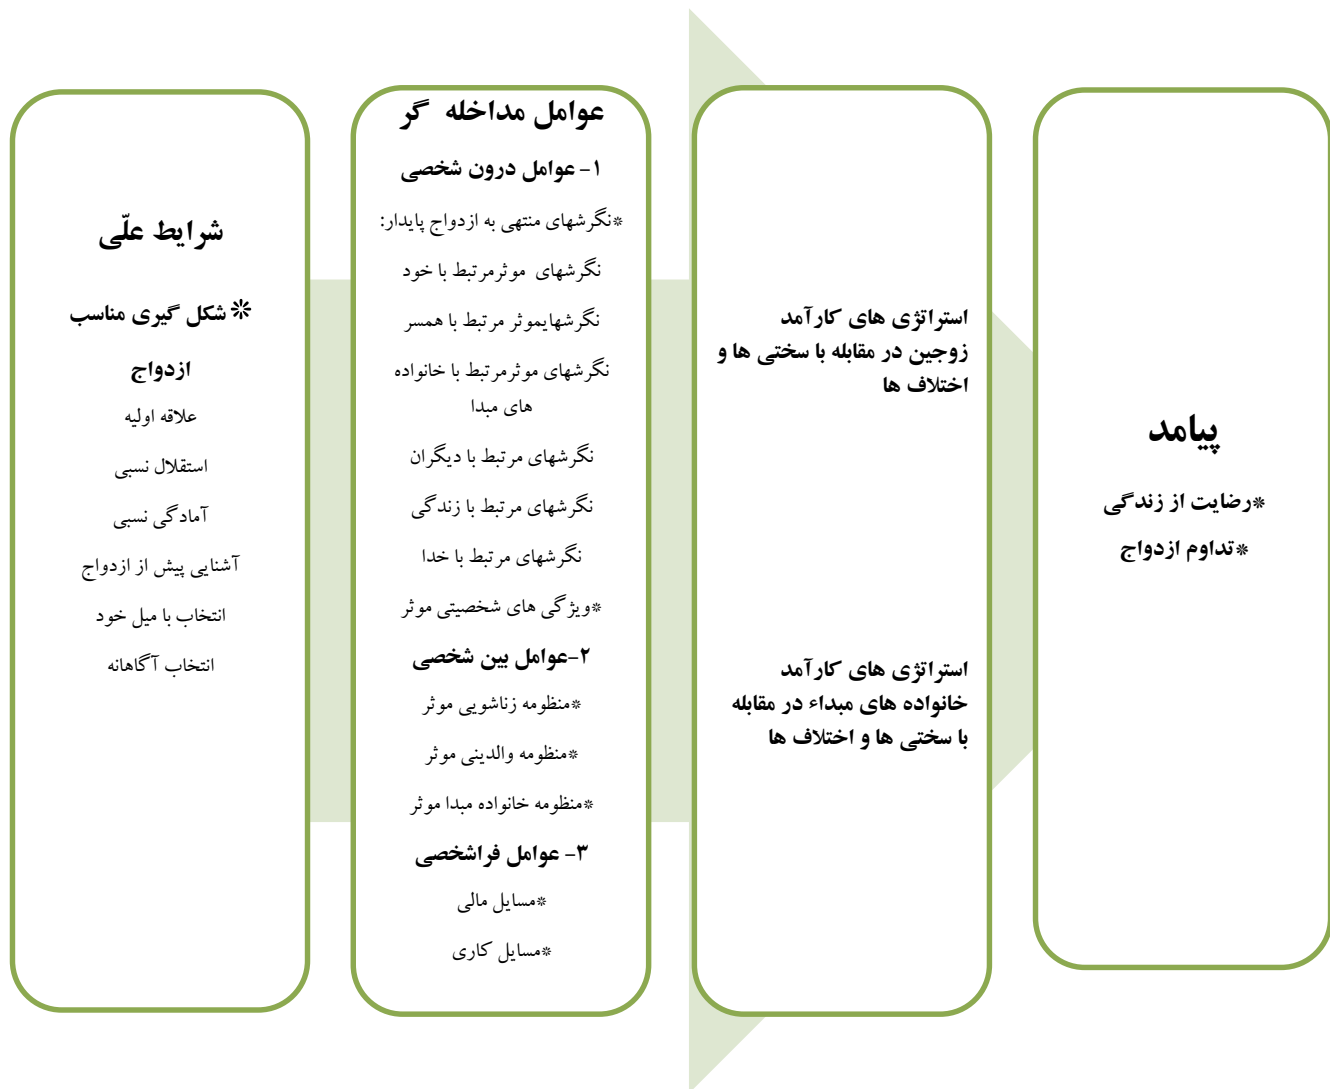 شرایط علّی
* شکل گیری مناسب
ازدواج
علاقه اولیه
استقلال نسبی
آمادگی نسبی
آشنایی پیش از ازدواج
انتخاب با میل خود
انتخاب آگاهانه
عوامل مداخله گر
۱- عوامل درون شخصی
*نگرشهای منتهی به ازدواج پایدار:
نگرشهای موثرمرتبط با خود
نگرشهایموثر مرتبط با همسر
نگرشهای موثرمرتبط با خانواده
های مبدا
نگرشهای مرتبط با دیگران
نگرشهای مرتبط با زندگی
نگرشهای مرتبط با خدا
*ویژگی های شخصیتی موثر
۲-عوامل بین شخصی
*منظومه زناشویی موثر
*منظومه والدینی موثر
*منظومه خانواده مبدا موثر
۳- عوامل فراشخصی
*مسایل مالی
*مسایل کاری
استراتژی های کارآمد
زوجین در مقابله با سختی ها و
اختلاف ها
استراتژی های کارآمد
خانواده های مبداء در مقابله
با سختی ها و اختلاف ها
پیامد
*رضایت از زندگی
*تداوم ازدواج